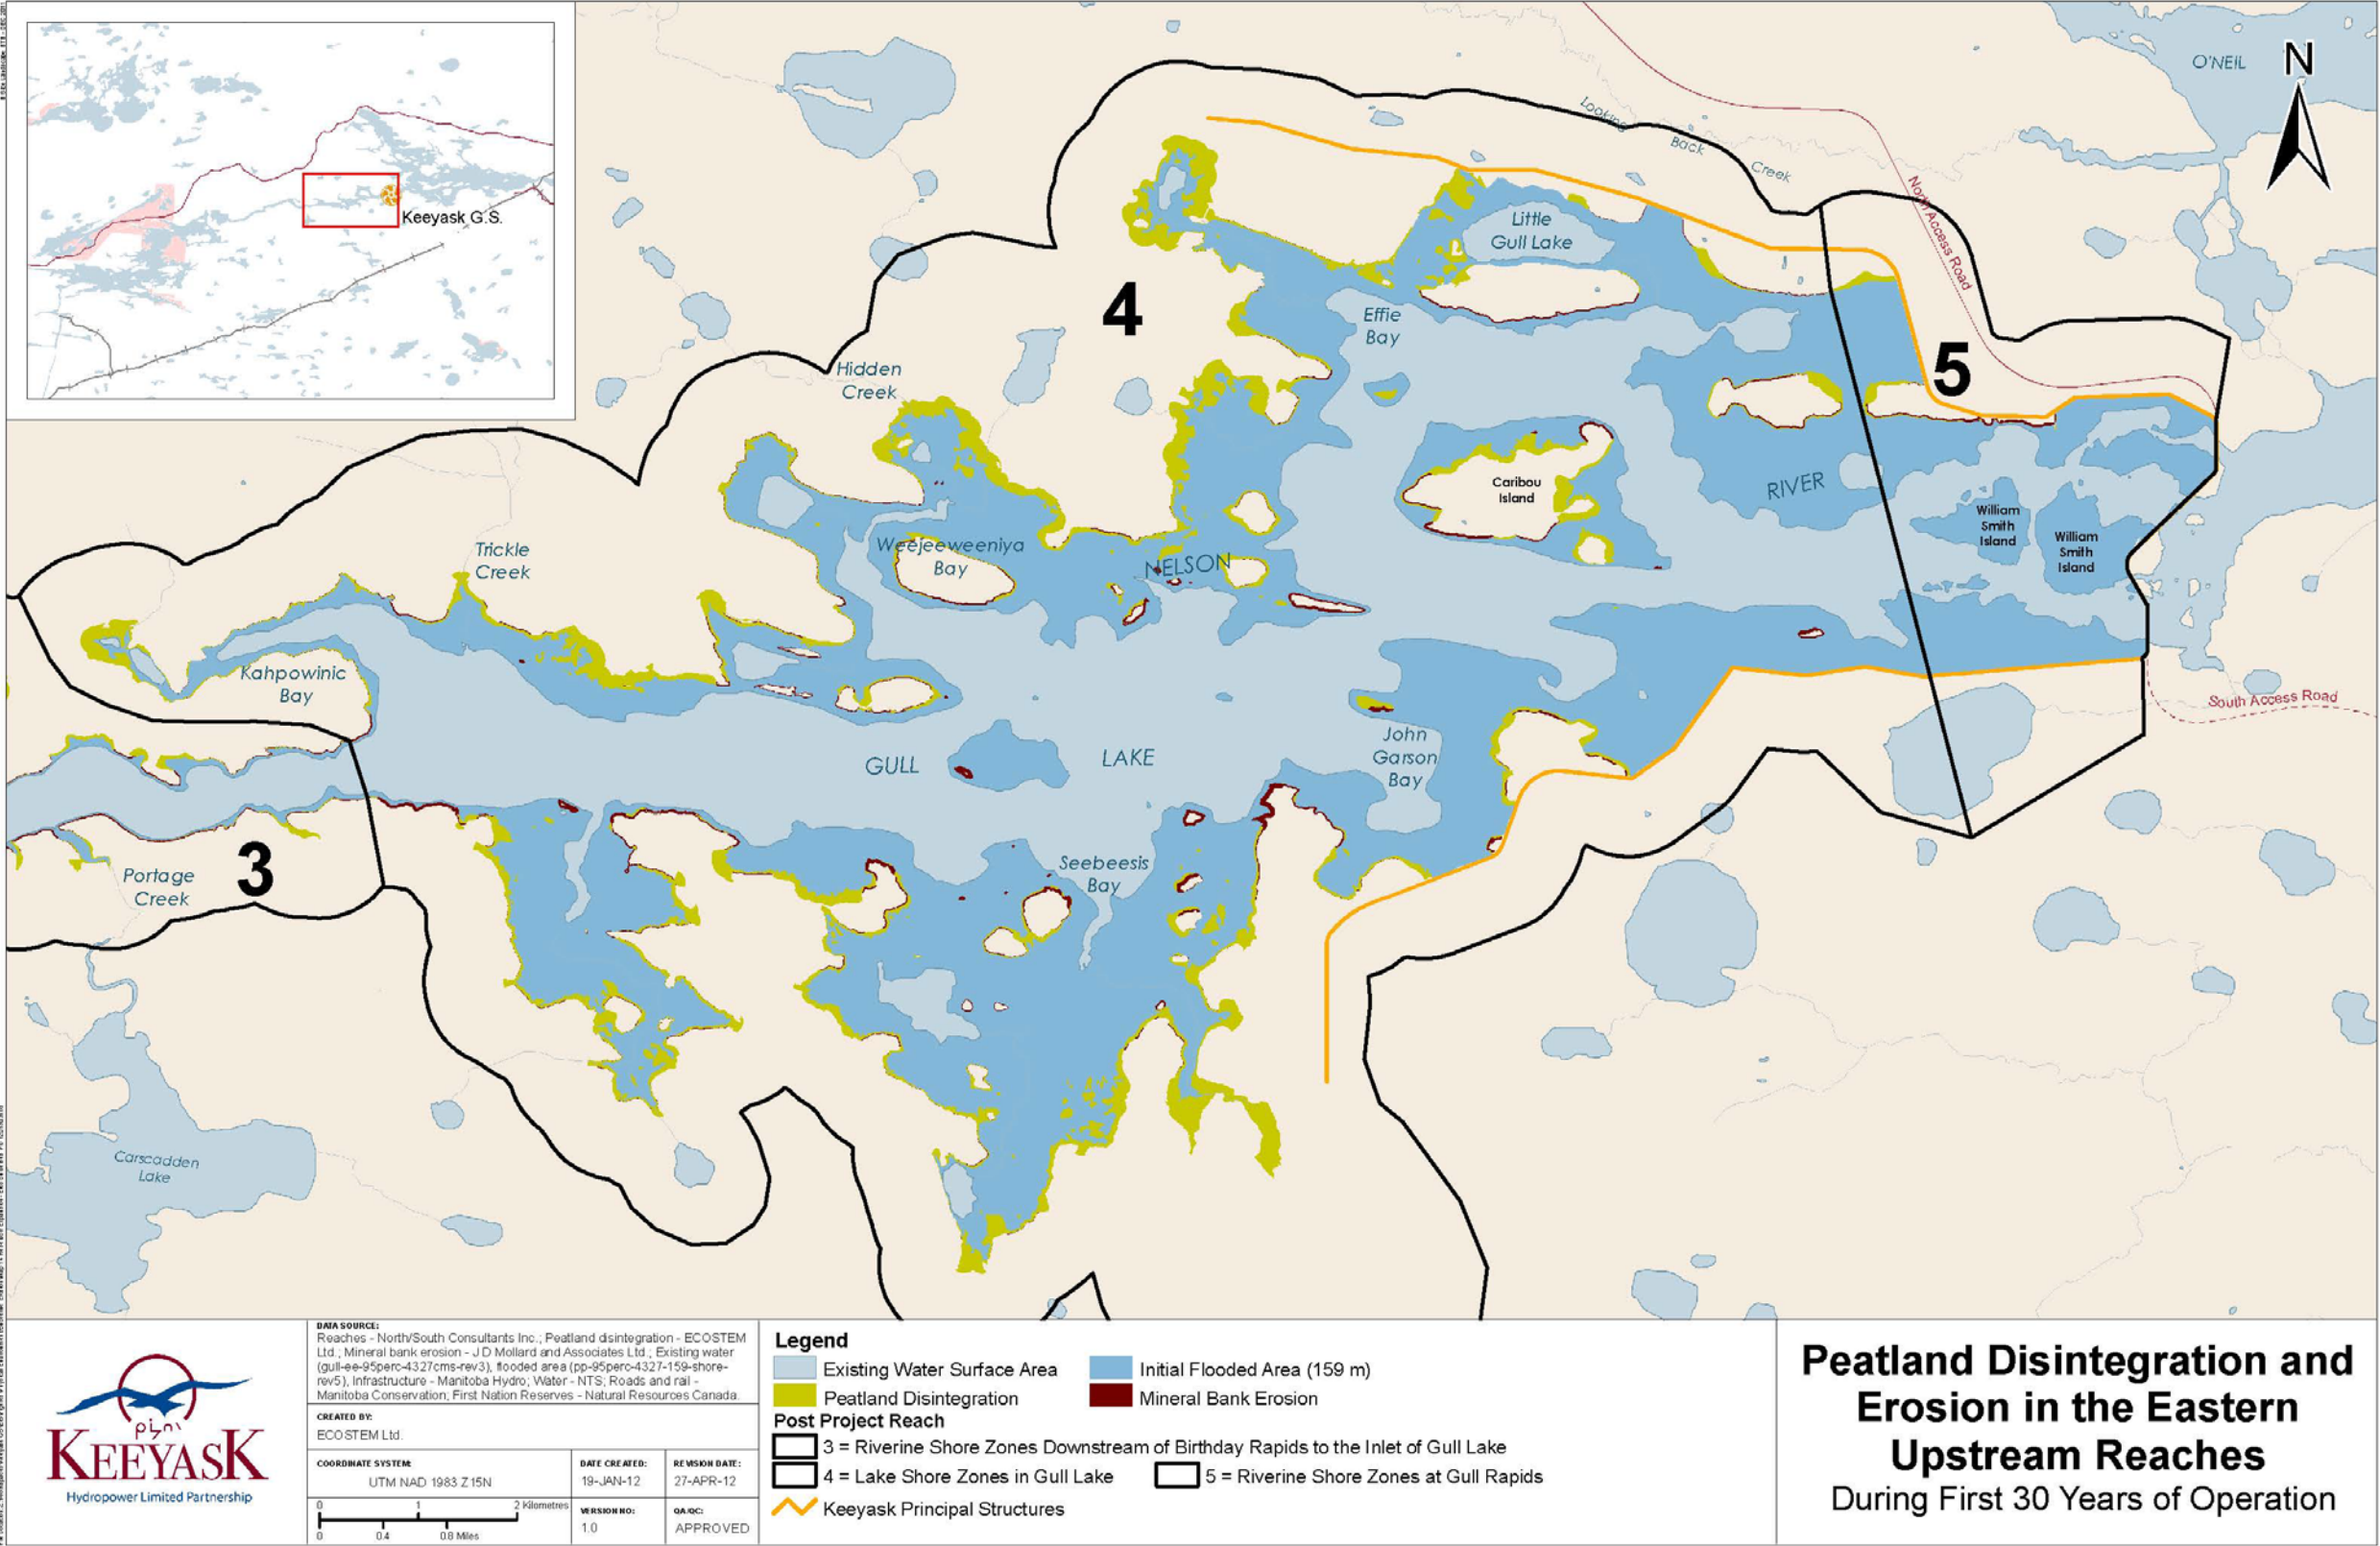 Keeyask G.S.
O'NEIL
N
Looking
Back
Creek
North Access Road
Little
Gull Lake
4
Effie
Bay
5
Hidden
Creek
Caribou
Island
RIVER
William
Smith
Island
William
Smith
Island
Trickle
Creek
Weejeeweeniya
Bay
NELSON
Kahpowinic
Bay
South Access Road
GULL
LAKE
John
Garson
Bay
Seebeesis
Bay
3
Portage
Creek
Carscadden
Lake
KEEYASK
Hydropower Limited Partnership
DATA SOURCE:
Reaches - North/South Consultants Inc.; Peatland disintegration - ECOSTEM
Ltd.; Mineral bank erosion - J D Mollard and Associates Ltd.; Existing water
(gull-ee-95perc-4327cms-rev3), flooded area (pp-95perc-4327-159-shore-
rev5), Infrastructure - Manitoba Hydro; Water - NTS; Roads and rail -
Manitoba Conservation; First Nation Reserves - Natural Resources Canada.
CREATED BY:
ECOSTEM Ltd.
COORDINATE SYSTEM:
UTM NAD 1983 Z15N
DATE CREATED:
19-JAN-12
REVISION DATE:
27-APR-12
0 1 2 Kilometres
0 0.4 0.8 Miles
VERSION NO:
1.0
QA/QC:
APPROVED
Legend
Existing Water Surface Area
Initial Flooded Area (159 m)
Peatland Disintegration
Mineral Bank Erosion
Post Project Reach
3 = Riverine Shore Zones Downstream of Birthday Rapids to the Inlet of Gull Lake
4 = Lake Shore Zones in Gull Lake
5 = Riverine Shore Zones at Gull Rapids
Keeyask Principal Structures
Peatland Disintegration and
Erosion in the Eastern
Upstream Reaches
During First 30 Years of Operation